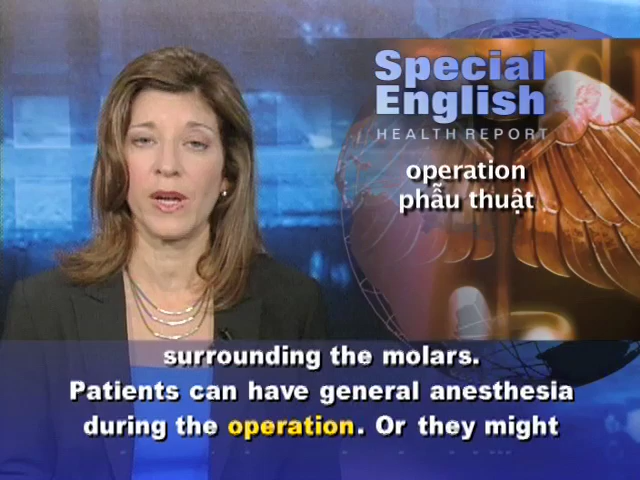 Special
English
HEALTH REPORT
operation
phẫu thuật
surrounding the molars.
Patients can have general anesthesia
during the operation. Or they might